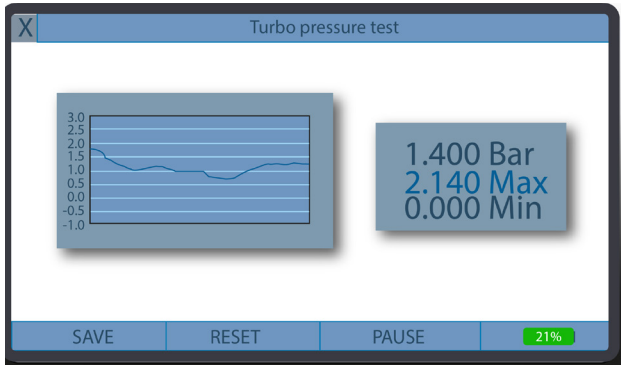 X
Turbo pressure test
3.0
2.5
2.0
1.5
1.0
0.5
0.0
-0.5
-1.0
1.400 Bar
2.140 Max
0.000 Min
SAVE
RESET
PAUSE
21%